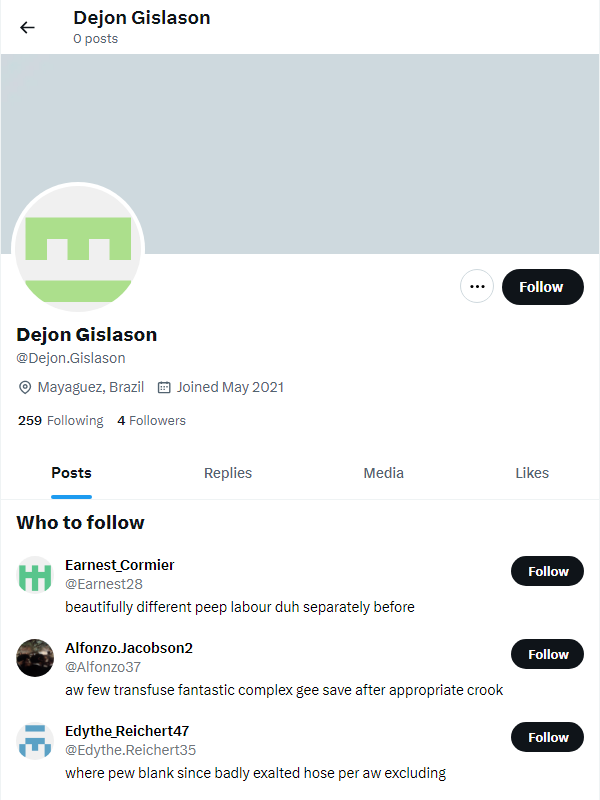 Dejon Gislason
0 posts
Follow
Dejon Gislason
@Dejon.Gislason
Mayaguez, Brazil Joined May 2021
259 Following 4 Followers
Posts Replies Media Likes
Who to follow
Earnest_Cormier
@Earnest28
Follow
beautifully different peep labour duh separately before
Alfonzo.Jacobson2
@Alfonzo37
Follow
aw few transfuse fantastic complex gee save after appropriate crook
Edythe_Reichert47
@Edythe.Reichert35
Follow
where pew blank since badly exalted hose per aw excluding